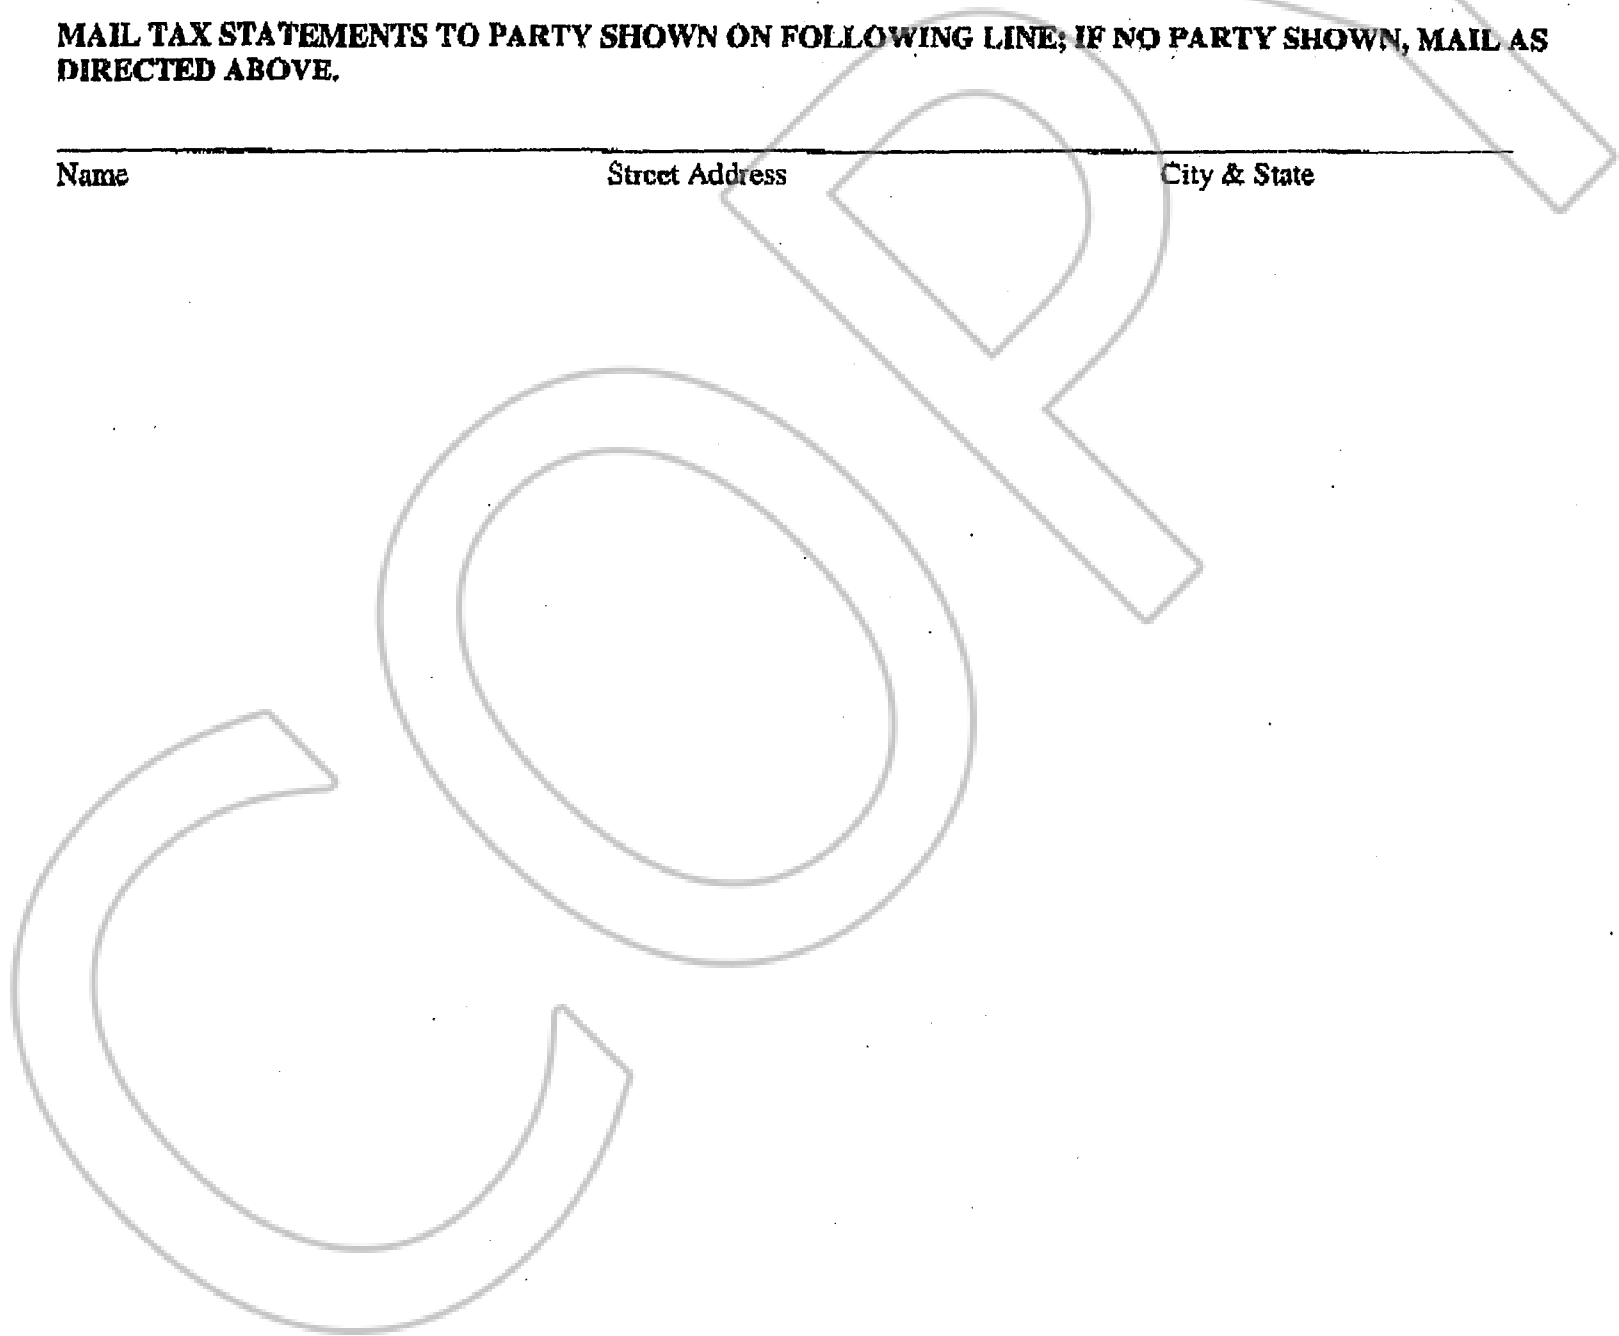 MAIL TAX STATEMENTS TO PARTY SHOWN ON FOLLOWING LINE; IF NO PARTY SHOWN, MAIL AS
DIRECTED ABOVE.
Name Street Address City & State
COPY